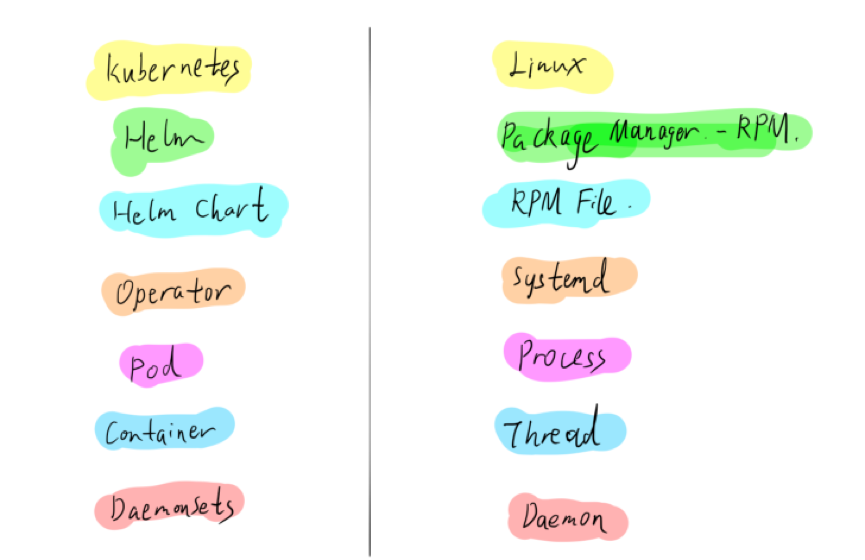 Kubernetes
Linux
Helm
Package Manager. - RPM.
Helm Chart
RPM File.
Operator
Systemd
Pod
Process
Container
Thread
Daemonsets
Daemon